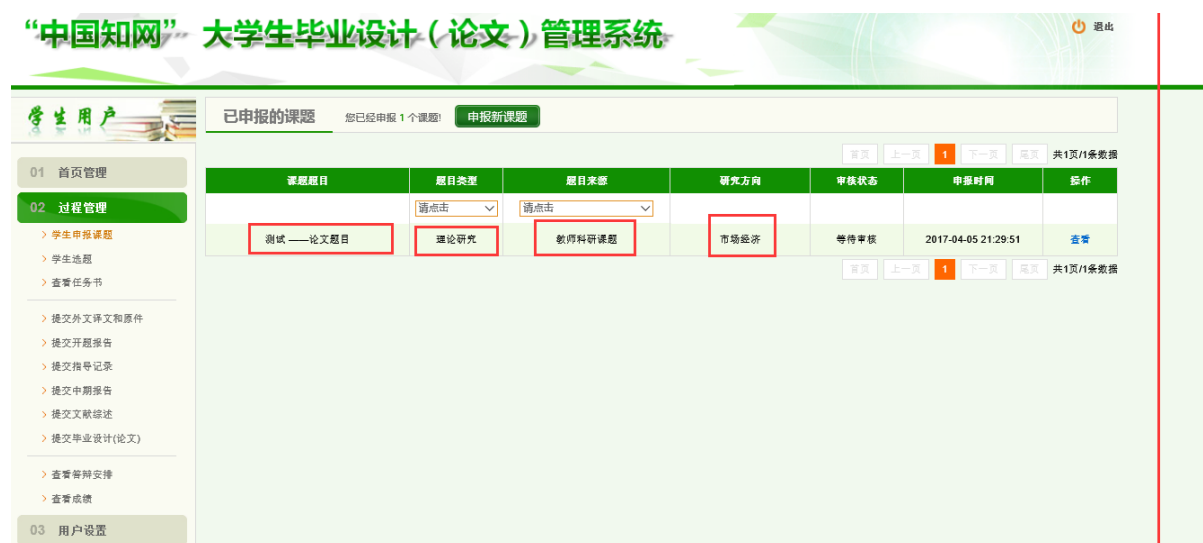 “中国知网” 大学生毕业设计（论文）管理系统
退出
学生用户
已申报的课题 您已经申报 1 个课题! 申报新课题
首页 上一页 1 下一页 尾页 共1页/1条数据
01 首页管理
课题题目 题目类型 题目来源 研究方向 审核状态 申报时间 操作
02 过程管理
请点击 请点击
> 学生申报课题
测试 ——论文题目 理论研究 教师科研课题 市场经济 等待审核 2017-04-05 21:29:51 查看
> 学生选题
首页 上一页 1 下一页 尾页 共1页/1条数据
> 查看任务书
> 提交外文译文和原件
> 提交开题报告
> 提交指导记录
> 提交中期报告
> 提交文献综述
> 提交毕业设计(论文)
> 查看答辩安排
> 查看成绩
03 用户设置